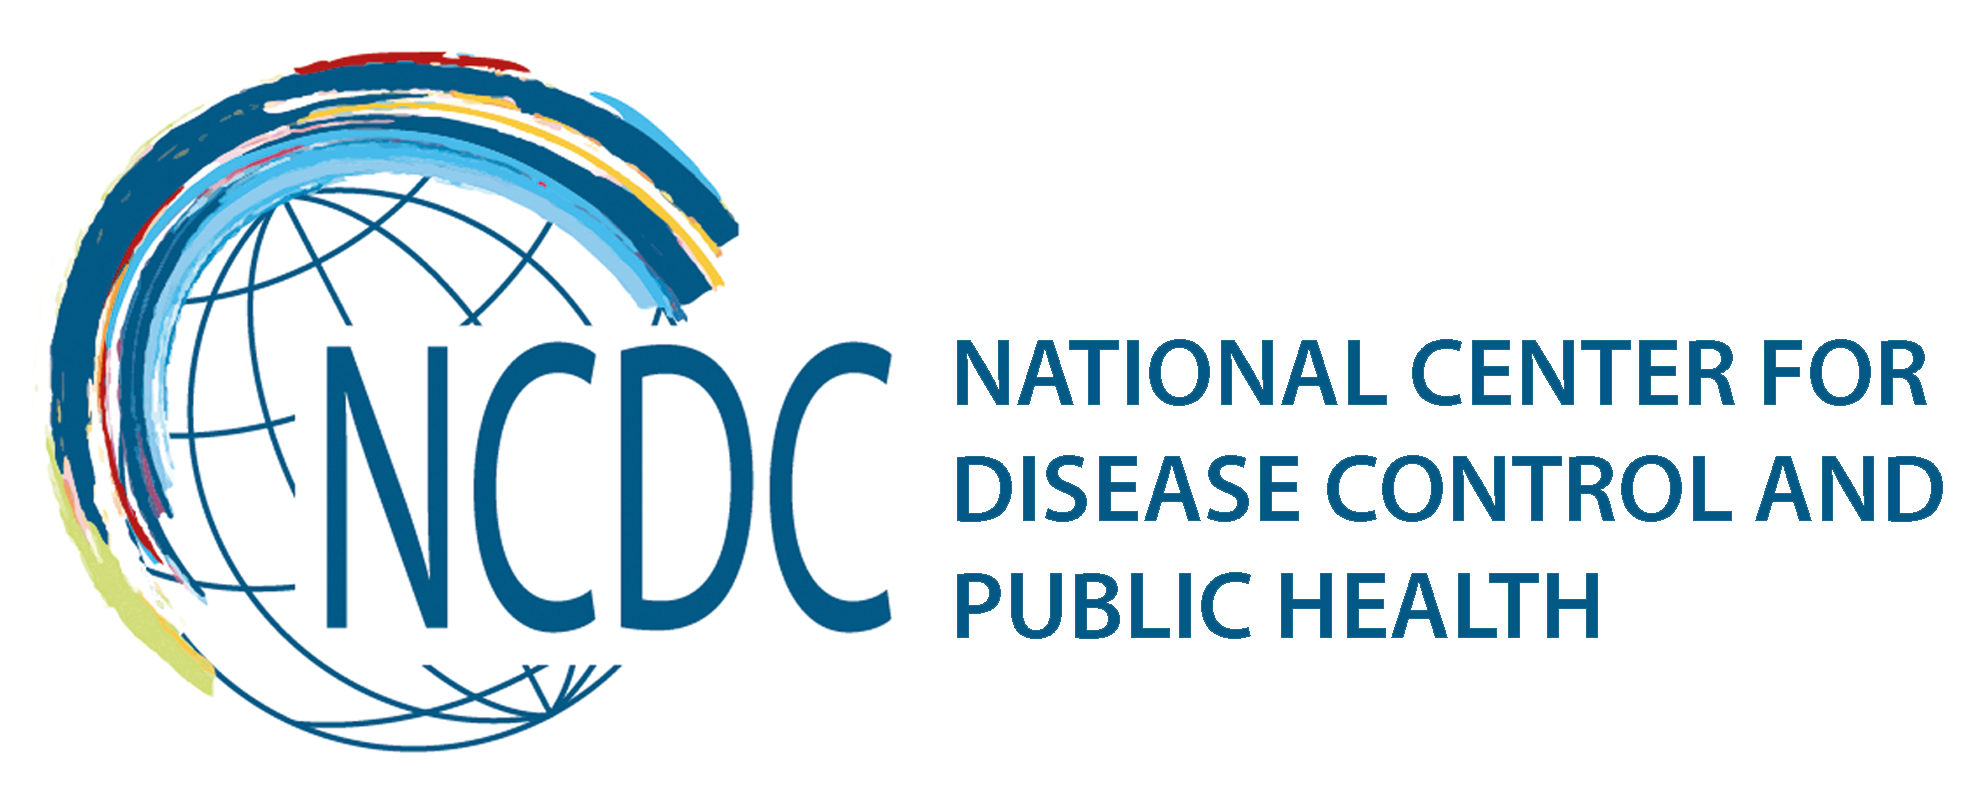 NCDC
NATIONAL CENTER FOR
DISEASE CONTROL AND
PUBLIC HEALTH